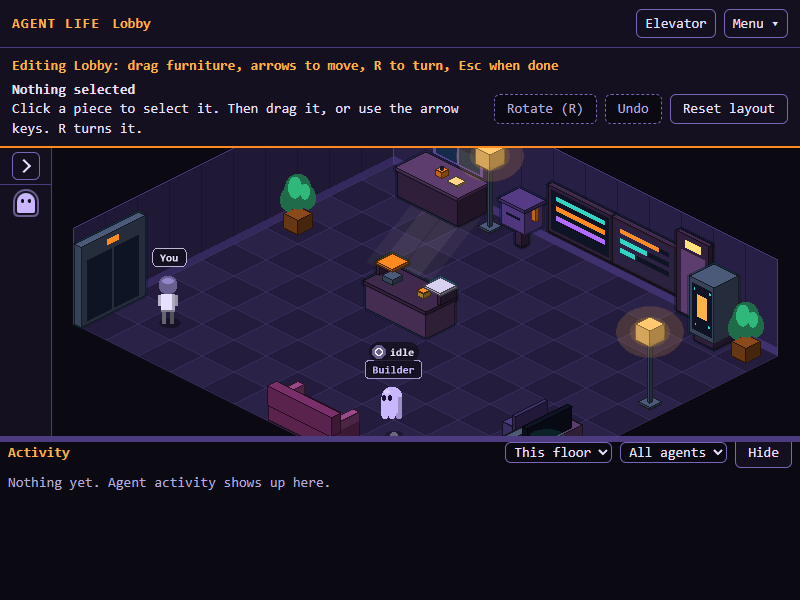 AGENT LIFE Lobby
Elevator
Menu ▾
Editing Lobby: drag furniture, arrows to move, R to turn, Esc when done
Nothing selected
Click a piece to select it. Then drag it, or use the arrow
keys. R turns it.
Rotate (R)
Undo
Reset layout
You
idle
Builder
Activity
This floor
All agents
Hide
Nothing yet. Agent activity shows up here.